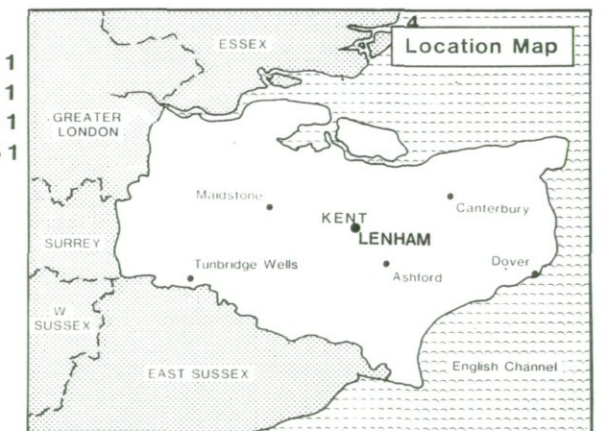 4
ESSEX
Location Map
1
1
GREATER
LONDON
1
1
Maidstone
Canterbury
KENT
LENHAM
SURREY
Tunbridge Wells
Dover
Ashford
W
SUSSEX
EAST SUSSEX
English Channel